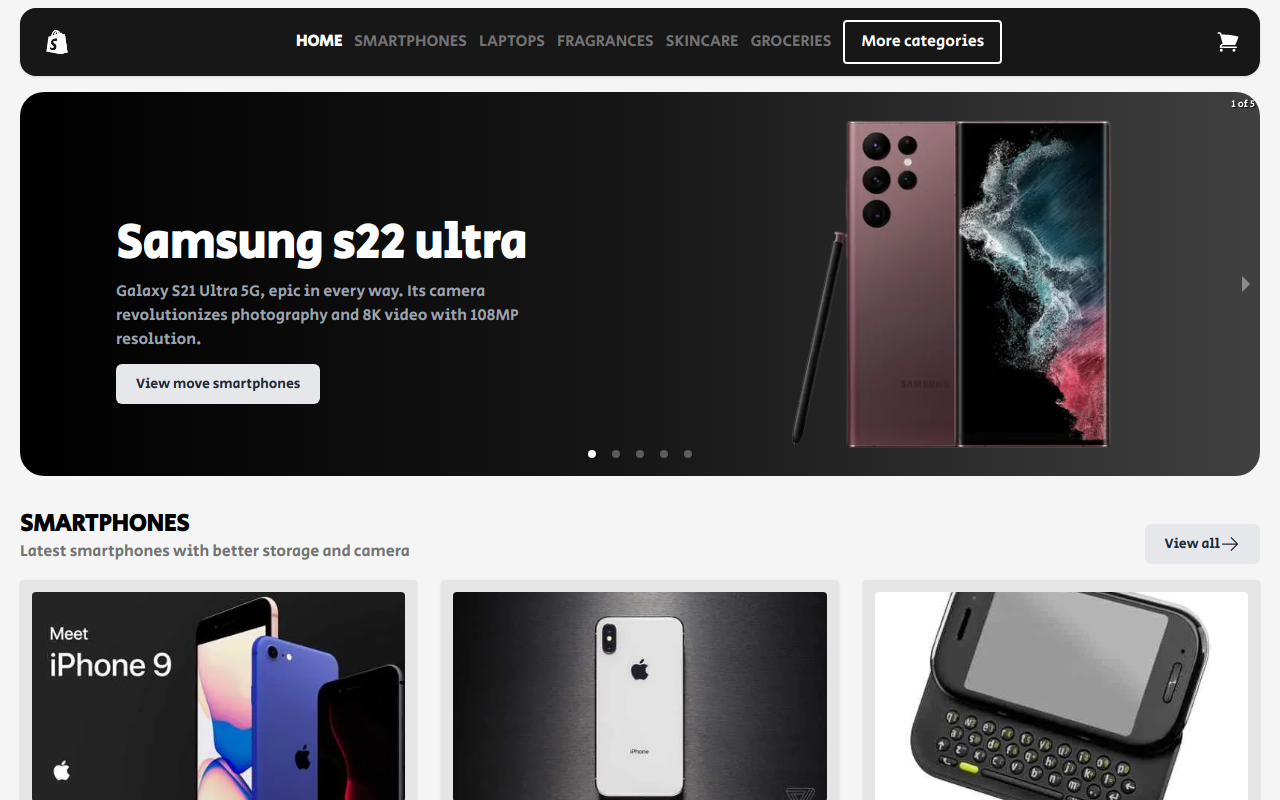 HOME SMARTPHONES LAPTOPS FRAGRANCES SKINCARE GROCERIES More categories
1 of 5
Samsung s22 ultra
Galaxy S21 Ultra 5G, epic in every way. Its camera
revolutionizes photography and 8K video with 108MP
resolution.
View move smartphones
SAMSUNG
SMARTPHONES
Latest smartphones with better storage and camera
View all
Meet
iPhone 9
iPhone